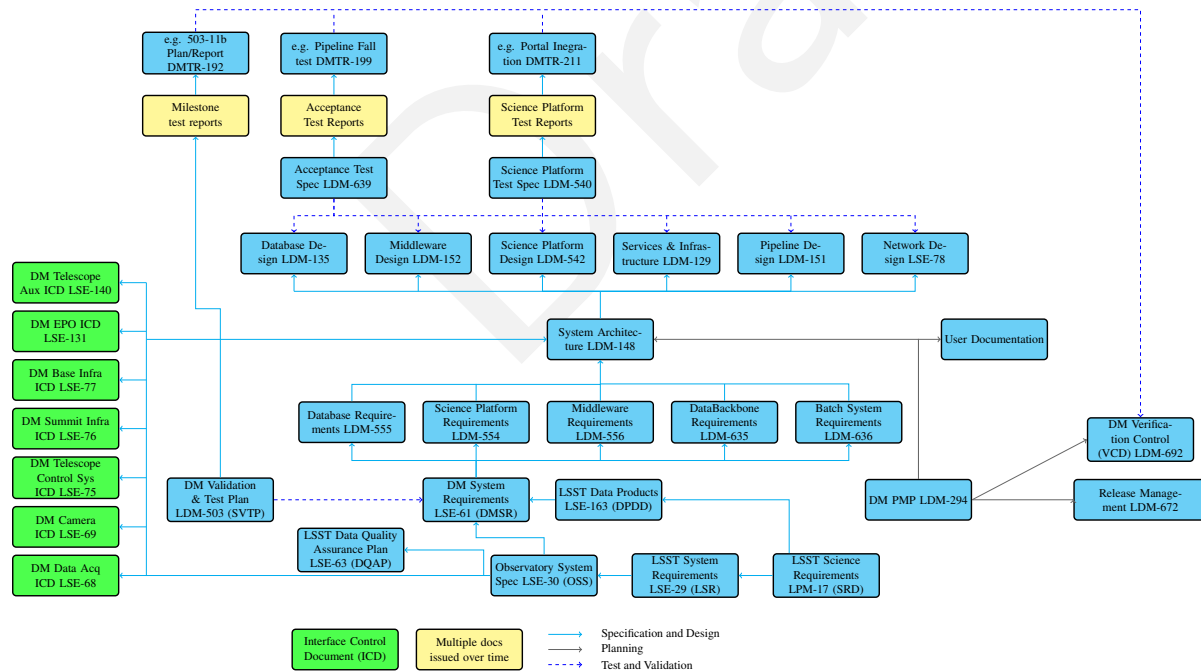 e.g. 503-11b
Plan/Report
DMTR-192
e.g. Pipeline Fall
test DMTR-199
e.g. Portal Inegra-
tion DMTR-211
Milestone
test reports
Acceptance
Test Reports
Science Platform
Test Reports
Acceptance Test
Spec LDM-639
Science Platform
Test Spec LDM-540
Database De-
sign LDM-135
Middleware
Design LDM-152
Science Platform
Design LDM-542
Services & Infras-
tructure LDM-129
Pipeline De-
sign LDM-151
Network De-
sign LSE-78
DM Telescope
Aux ICD LSE-140
DM EPO ICD
LSE-131
DM Base Infra
ICD LSE-77
DM Summit Infra
ICD LSE-76
DM Telescope
Control Sys
ICD LSE-75
DM Camera
ICD LSE-69
DM Data Acq
ICD LSE-68
System Architec-
ture LDM-148
User Documentation
Database Require-
ments LDM-555
Science Platform
Requirements
LDM-554
Middleware
Requirements
LDM-556
DataBackbone
Requirements
LDM-635
Batch System
Requirements
LDM-636
DM Verifica-
tion Control
(VCD) LDM-692
DM Validation
& Test Plan
LDM-503 (SVTP)
DM System
Requirements
LSE-61 (DMSR)
LSST Data Products
LSE-163 (DPDD)
DM PMP LDM-294
Release Manage-
ment LDM-672
LSST Data Quality
Assurance Plan
LSE-63 (DQAP)
Observatory System
Spec LSE-30 (OSS)
LSST System
Requirements
LSE-29 (LSR)
LSST Science
Requirements
LPM-17 (SRD)
Interface Control
Document (ICD)
Multiple docs
issued over time
Specification and Design
Planning
Test and Validation